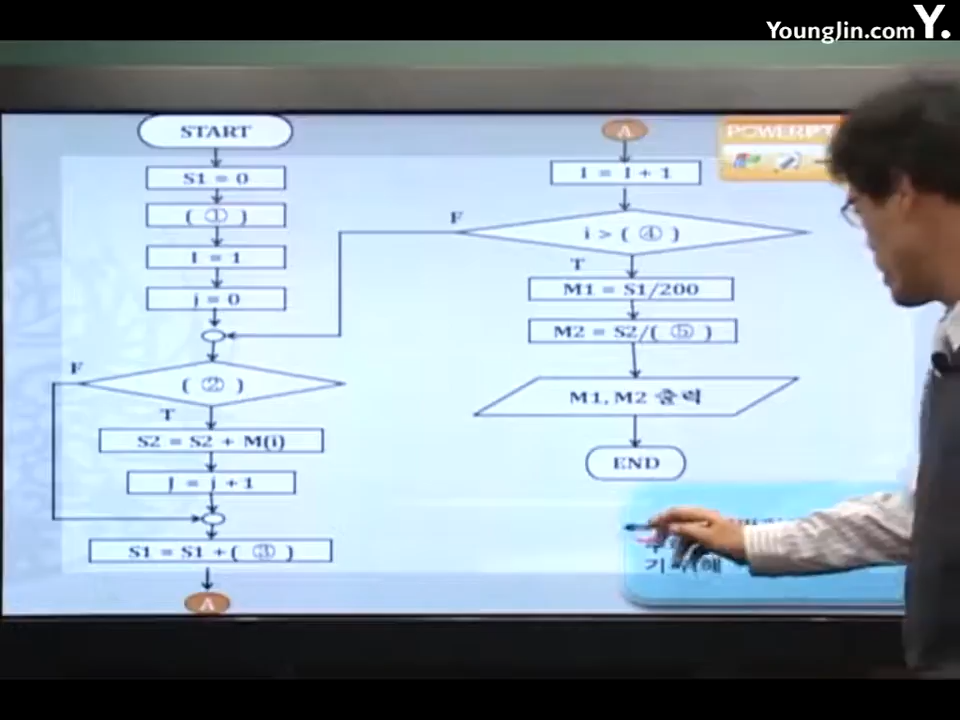 YoungJin.com Y.
START
S1 = 0
( ① )
I = 1
j = 0
F
( ② )
T
S2 = S2 + M(i)
J = j + 1
S1 = S1 + ( ③ )
A
A
POWERPT
I = I + 1
F
i > ( ④ )
T
M1 = S1/200
M2 = S2/( ⑤ )
M1, M2 출력
END